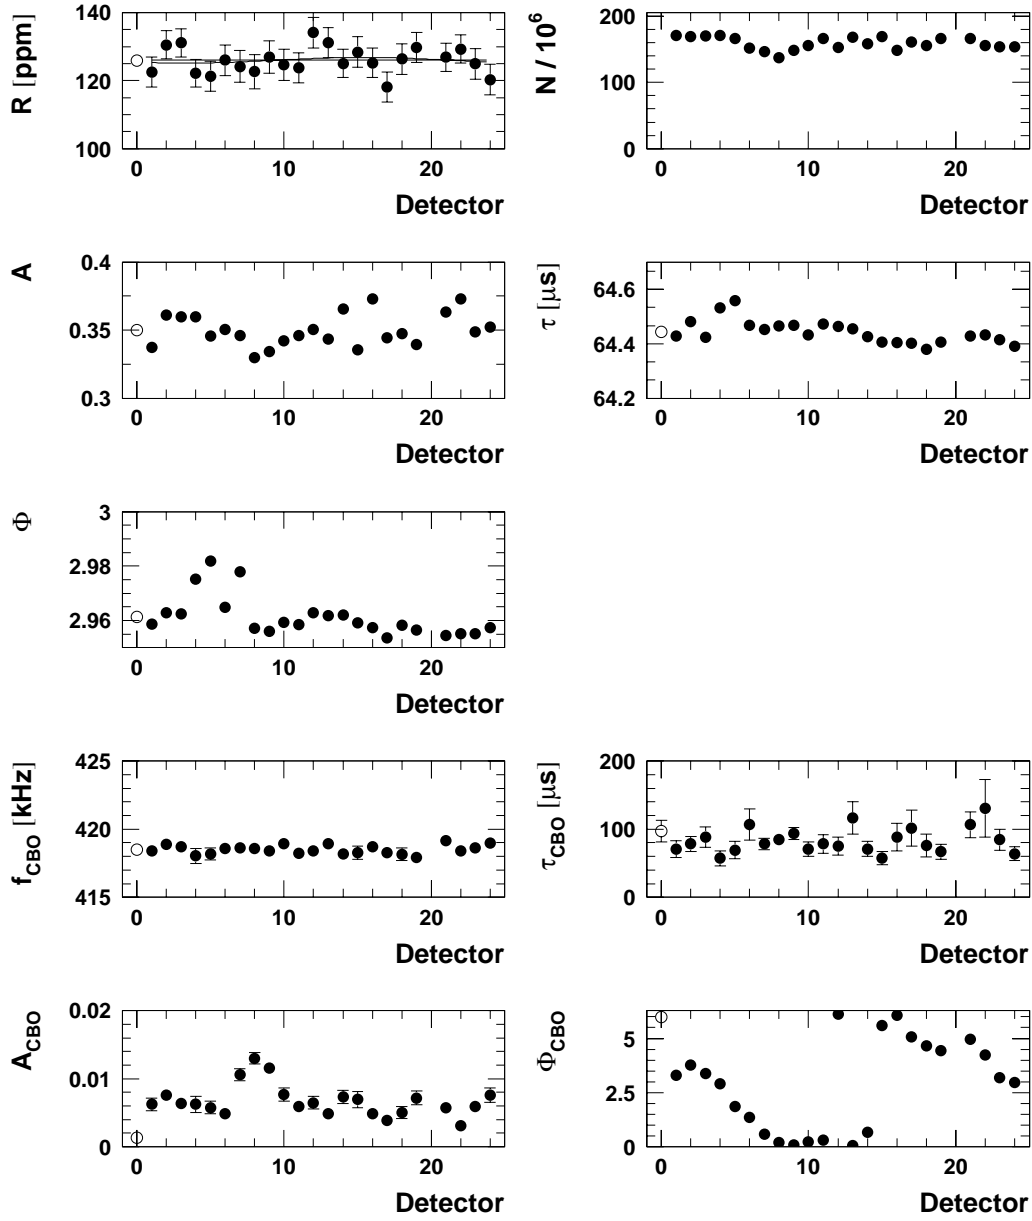 R [ppm]
140
120
100
0 10 20
Detector
N / 10^6
200
100
0
0 10 20
Detector
A
0.4
0.35
0.3
0 10 20
Detector
τ [μs]
64.6
64.4
64.2
0 10 20
Detector
Φ
3
2.98
2.96
0 10 20
Detector
f_CBO [kHz]
425
420
415
0 10 20
Detector
τ_CBO [μs]
200
100
0
0 10 20
Detector
A_CBO
0.02
0.01
0
0 10 20
Detector
Φ_CBO
5
2.5
0
0 10 20
Detector